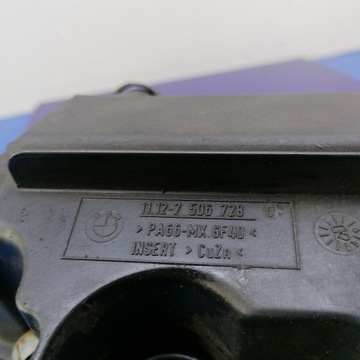 11.12-7 506 728
> PA66-MX.GF40 <
INSERT > CuZn <